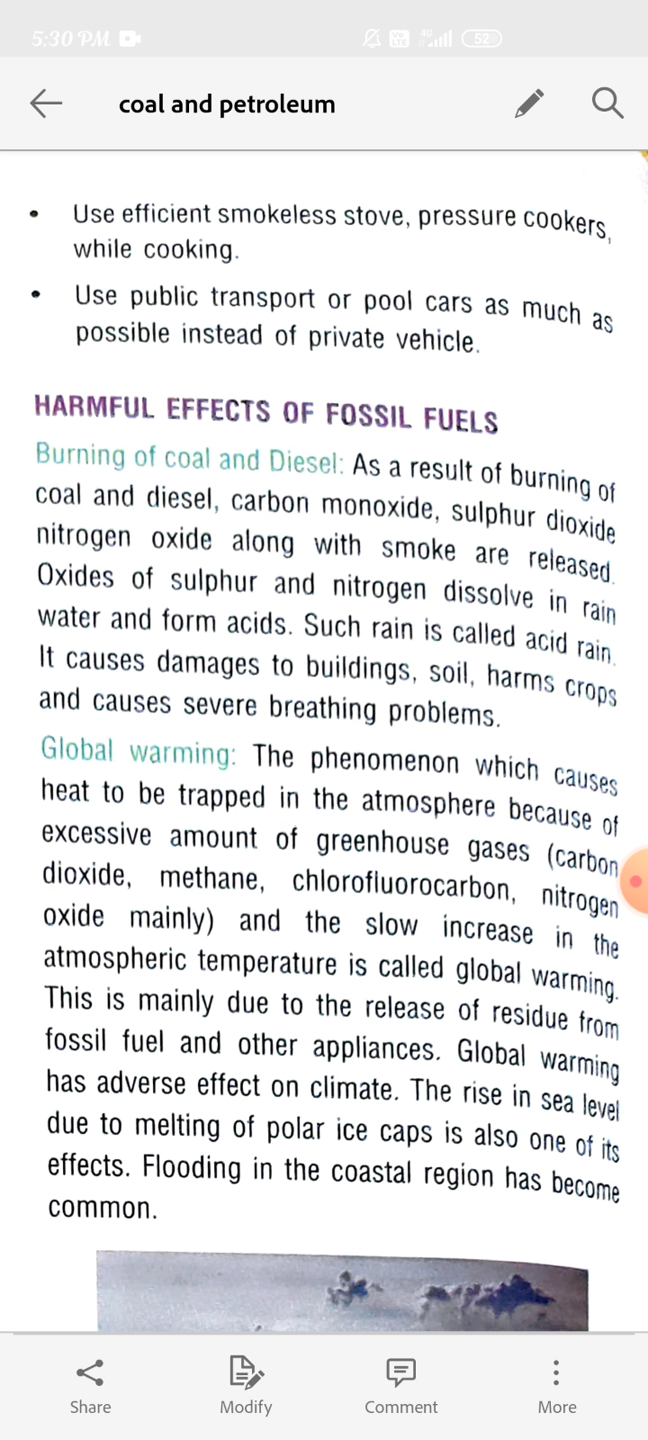 5:30 PM
52
coal and petroleum
• Use efficient smokeless stove, pressure cookers,
while cooking.
• Use public transport or pool cars as much as
possible instead of private vehicle.
HARMFUL EFFECTS OF FOSSIL FUELS
Burning of coal and Diesel: As a result of burning of
coal and diesel, carbon monoxide, sulphur dioxide
nitrogen oxide along with smoke are released.
Oxides of sulphur and nitrogen dissolve in rain
water and form acids. Such rain is called acid rain.
It causes damages to buildings, soil, harms crops
and causes severe breathing problems.
Global warming: The phenomenon which causes
heat to be trapped in the atmosphere because of
excessive amount of greenhouse gases (carbon
dioxide, methane, chlorofluorocarbon, nitrogen
oxide mainly) and the slow increase in the
atmospheric temperature is called global warming.
This is mainly due to the release of residue from
fossil fuel and other appliances. Global warming
has adverse effect on climate. The rise in sea level
due to melting of polar ice caps is also one of its
effects. Flooding in the coastal region has become
common.
Share Modify Comment More